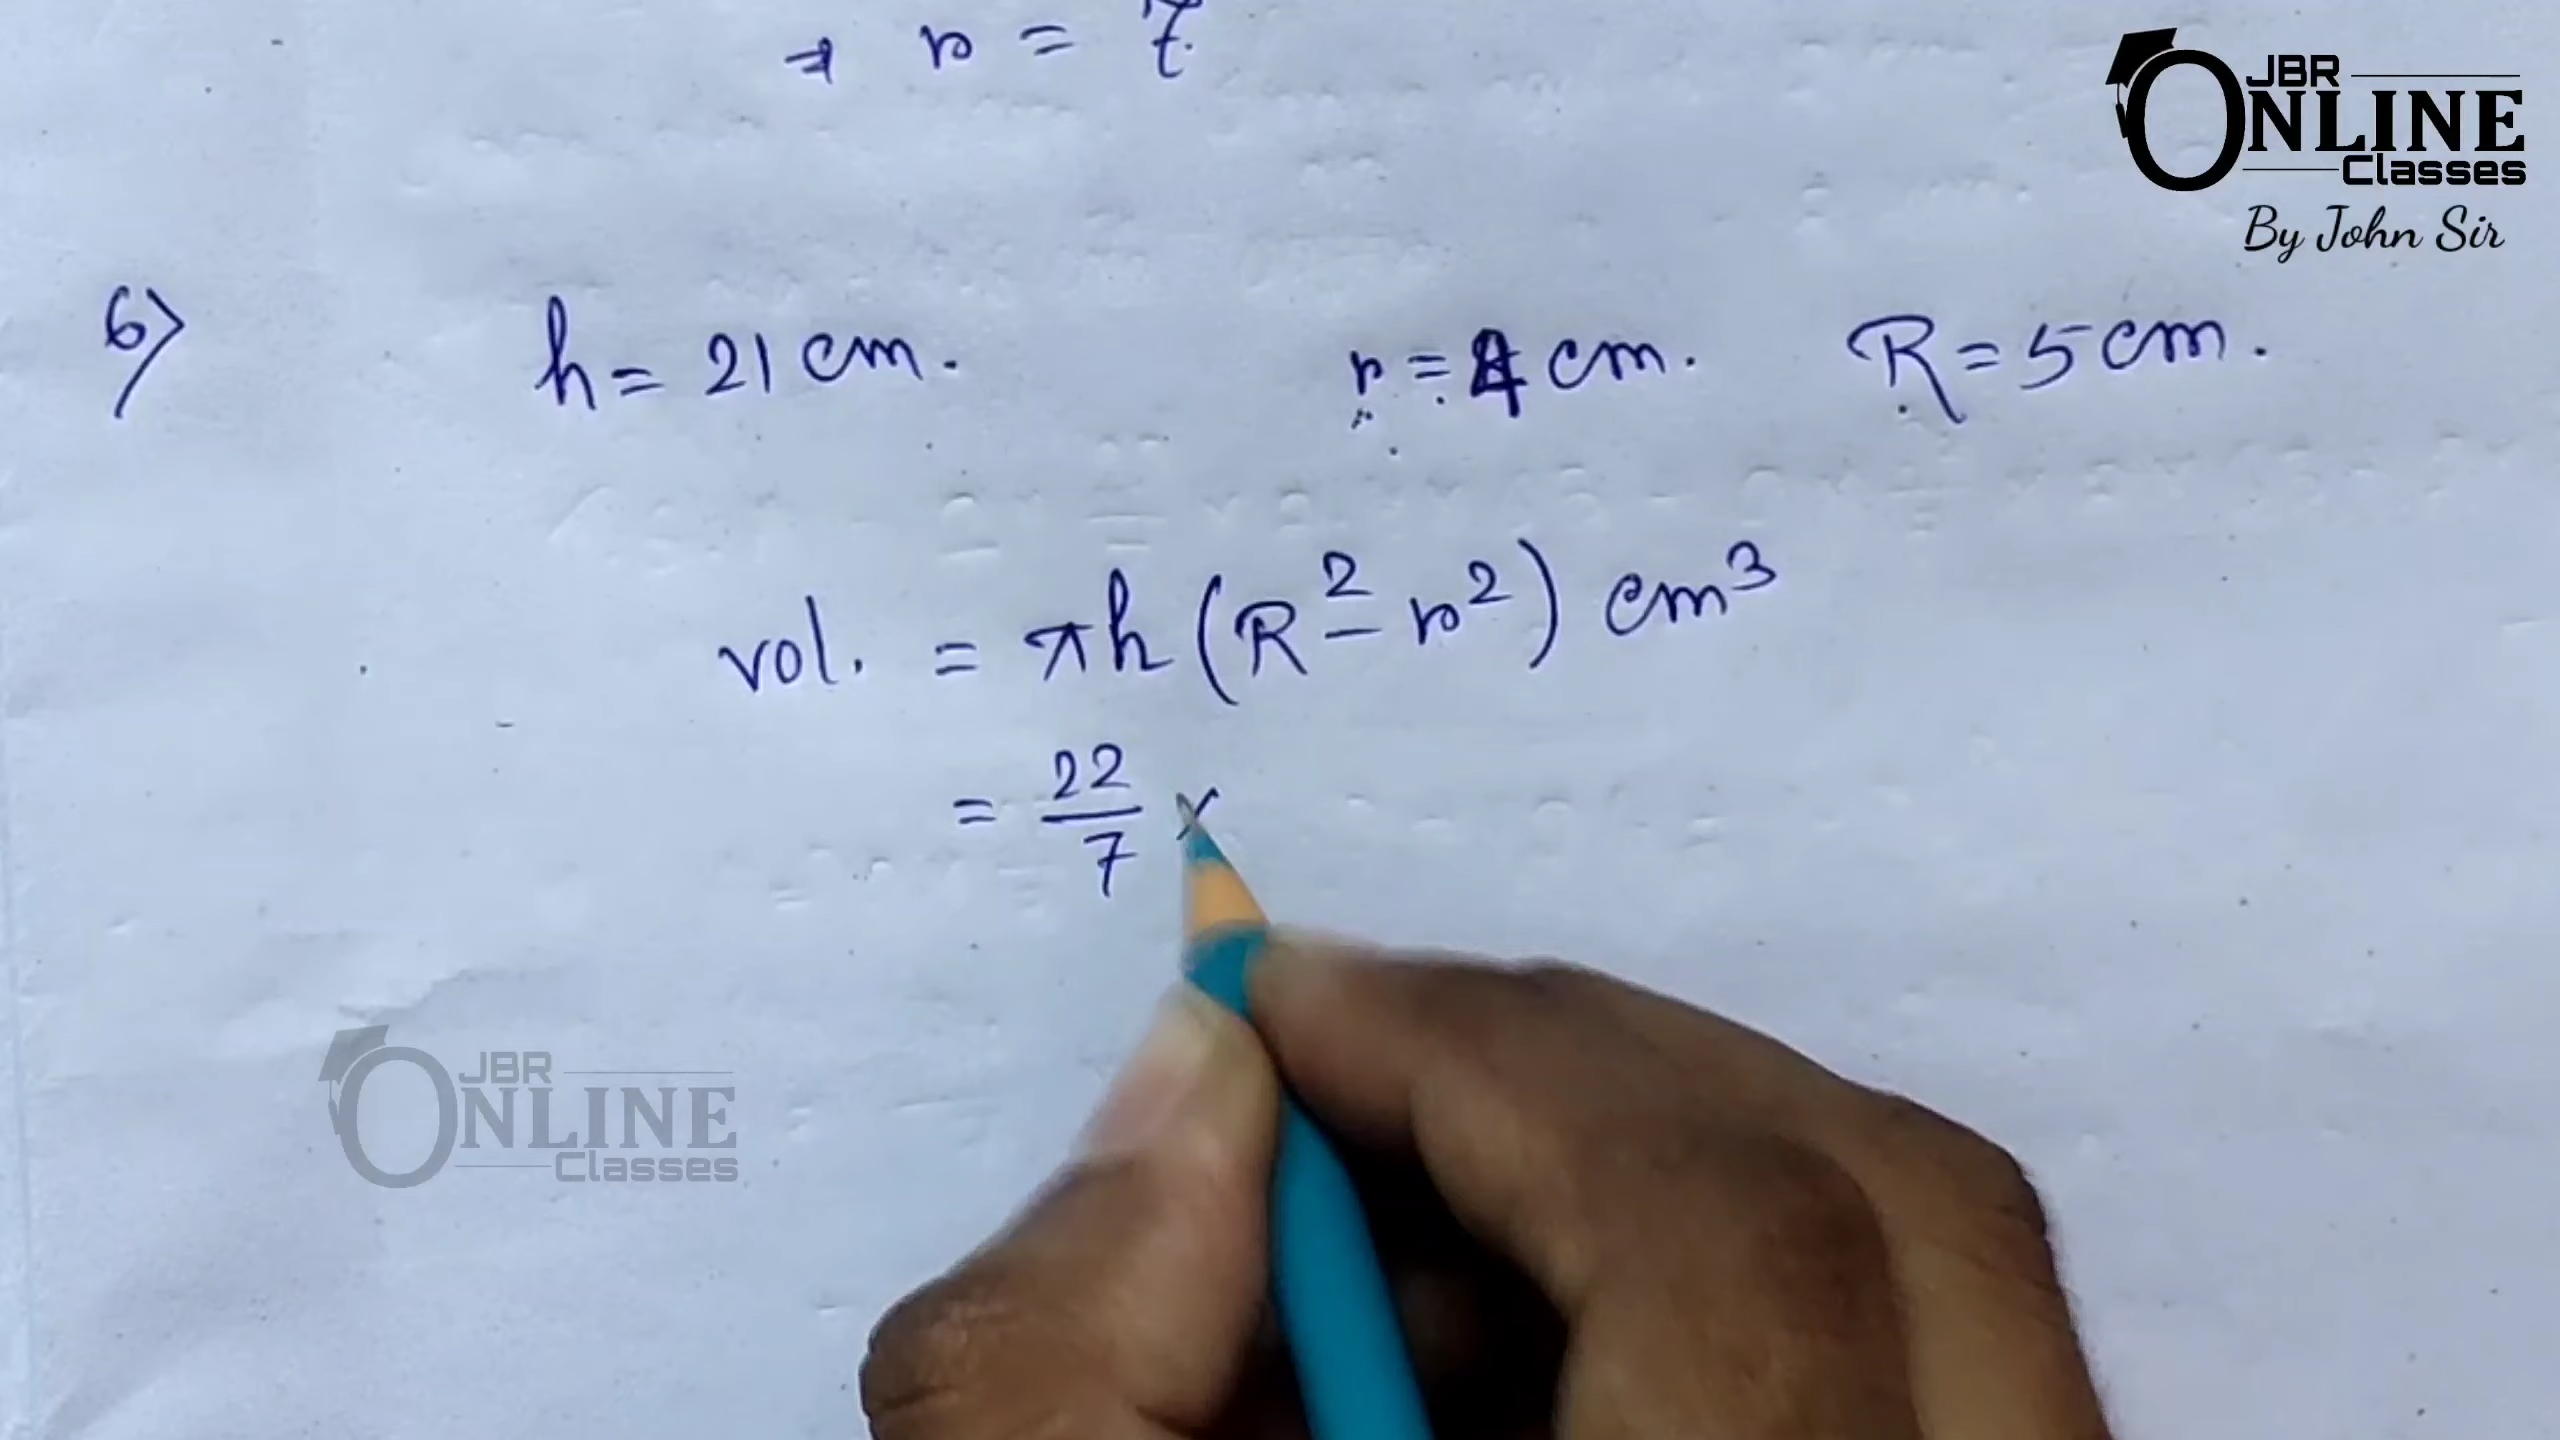 ⇒ r = 7.
JBR
ONLINE
Classes
By John Sir
6) h = 21 cm. r = 4 cm. R = 5 cm.
vol. = πh (R² - r²) cm³
= 22/7 ×
JBR
ONLINE
Classes